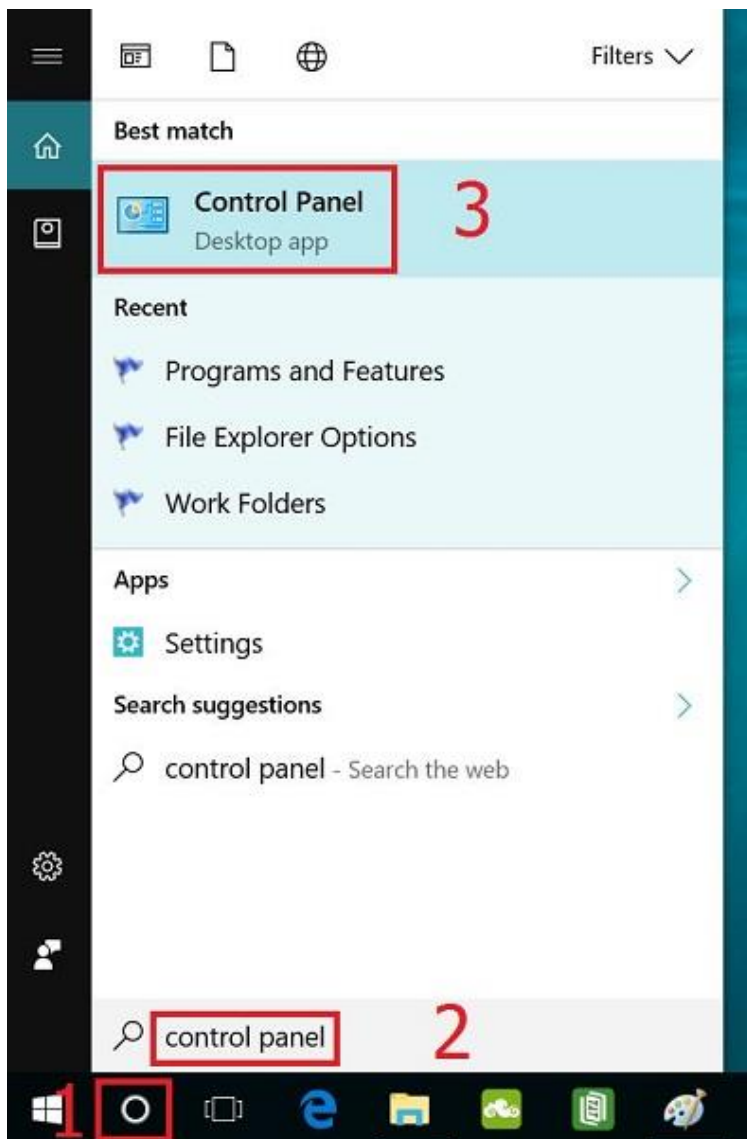 Filters
Best match
Control Panel
3
Desktop app
Recent
Programs and Features
File Explorer Options
Work Folders
Apps
Settings
Search suggestions
control panel - Search the web
control panel
2
1